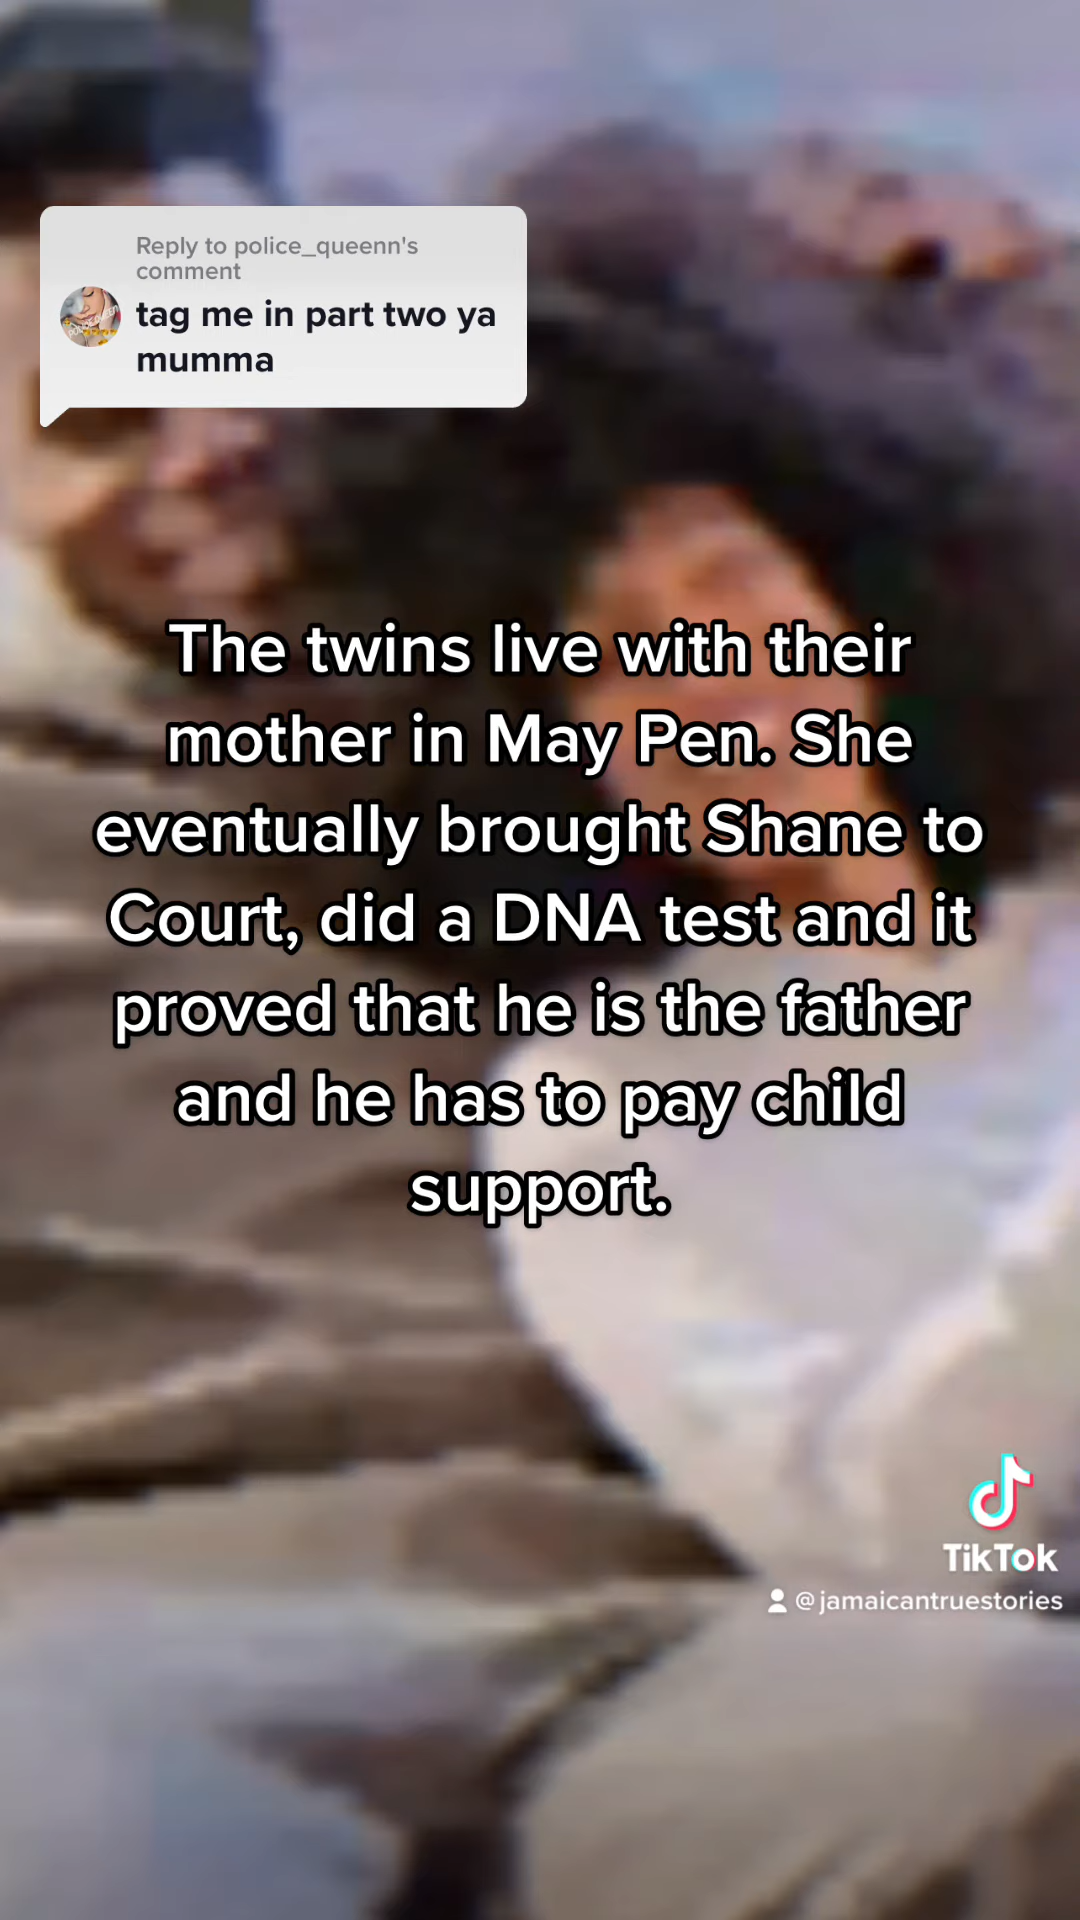 Reply to police_queenn's
comment
tag me in part two ya
mumma
The twins live with their
mother in May Pen. She
eventually brought Shane to
Court, did a DNA test and it
proved that he is the father
and he has to pay child
support.
TikTok
@jamaicantruestories